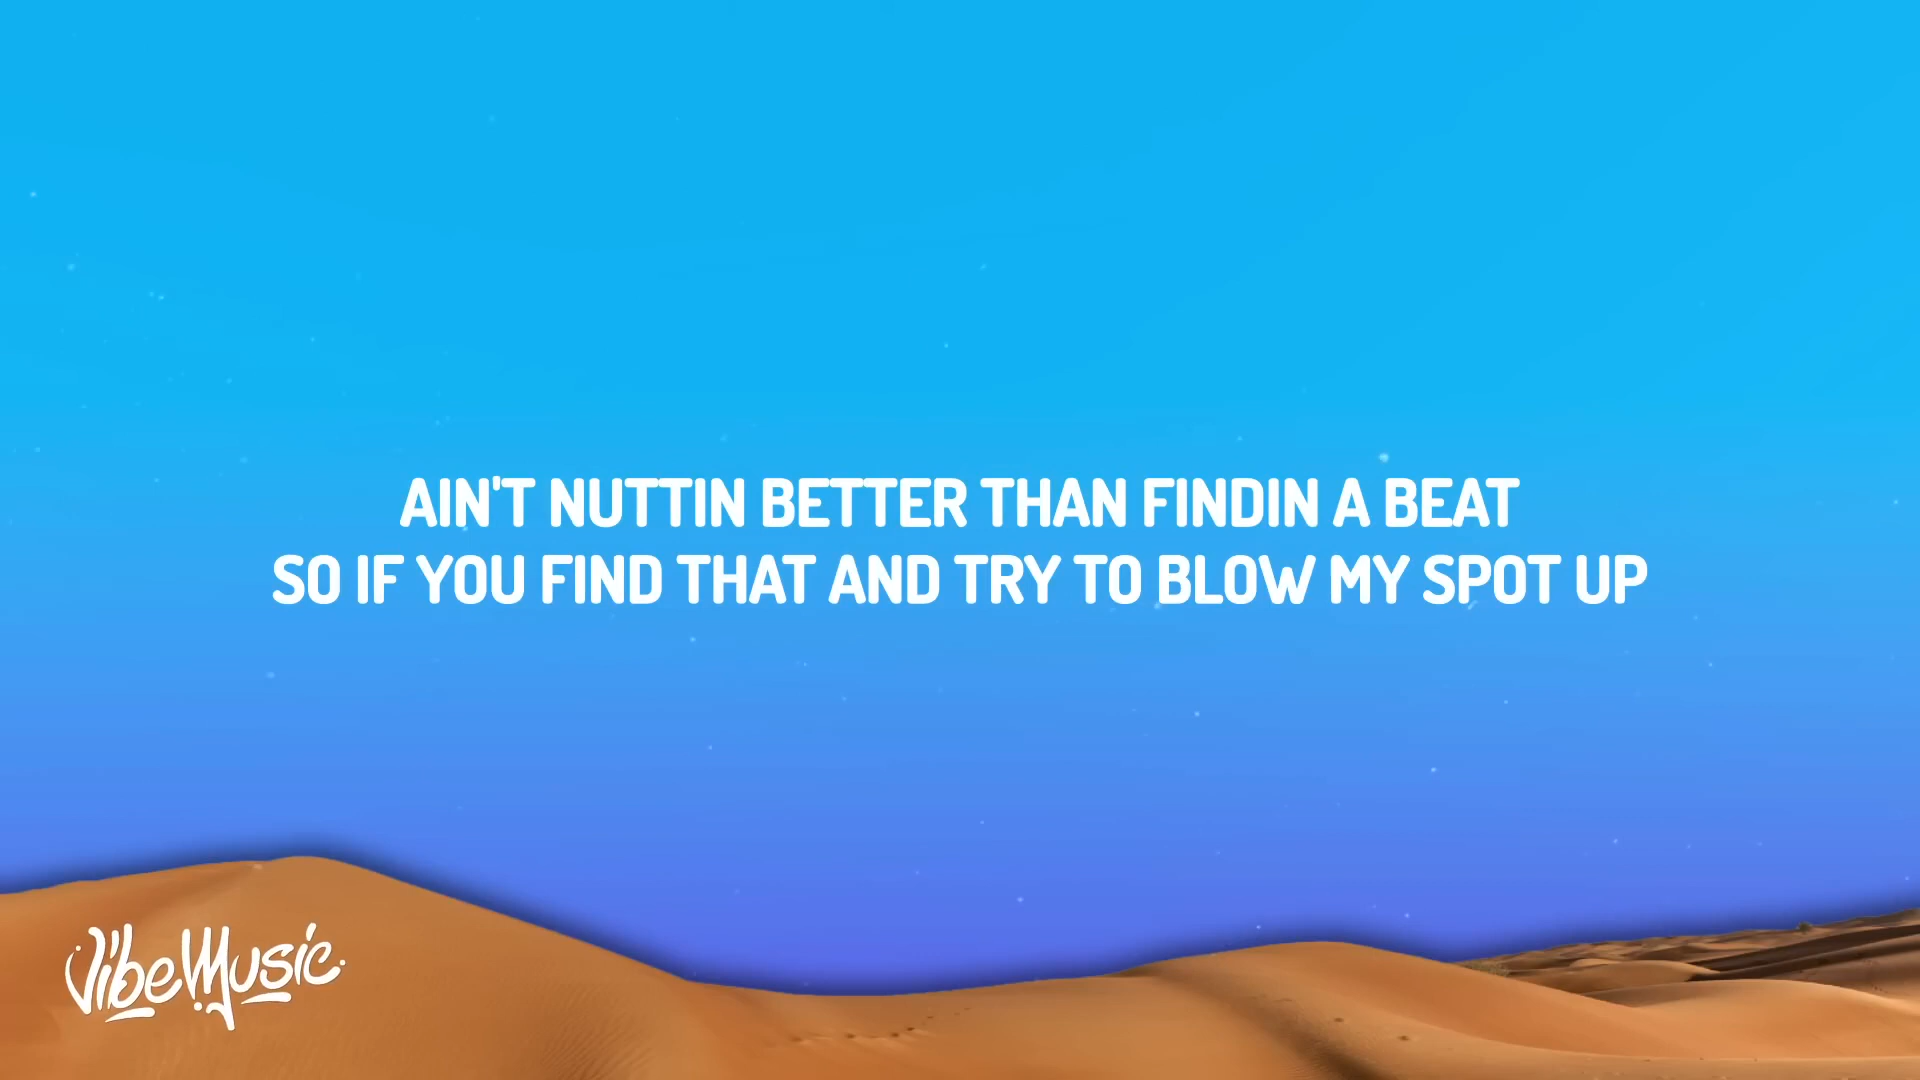 AIN'T NUTTIN BETTER THAN FINDIN A BEAT
SO IF YOU FIND THAT AND TRY TO BLOW MY SPOT UP
VibeMusic